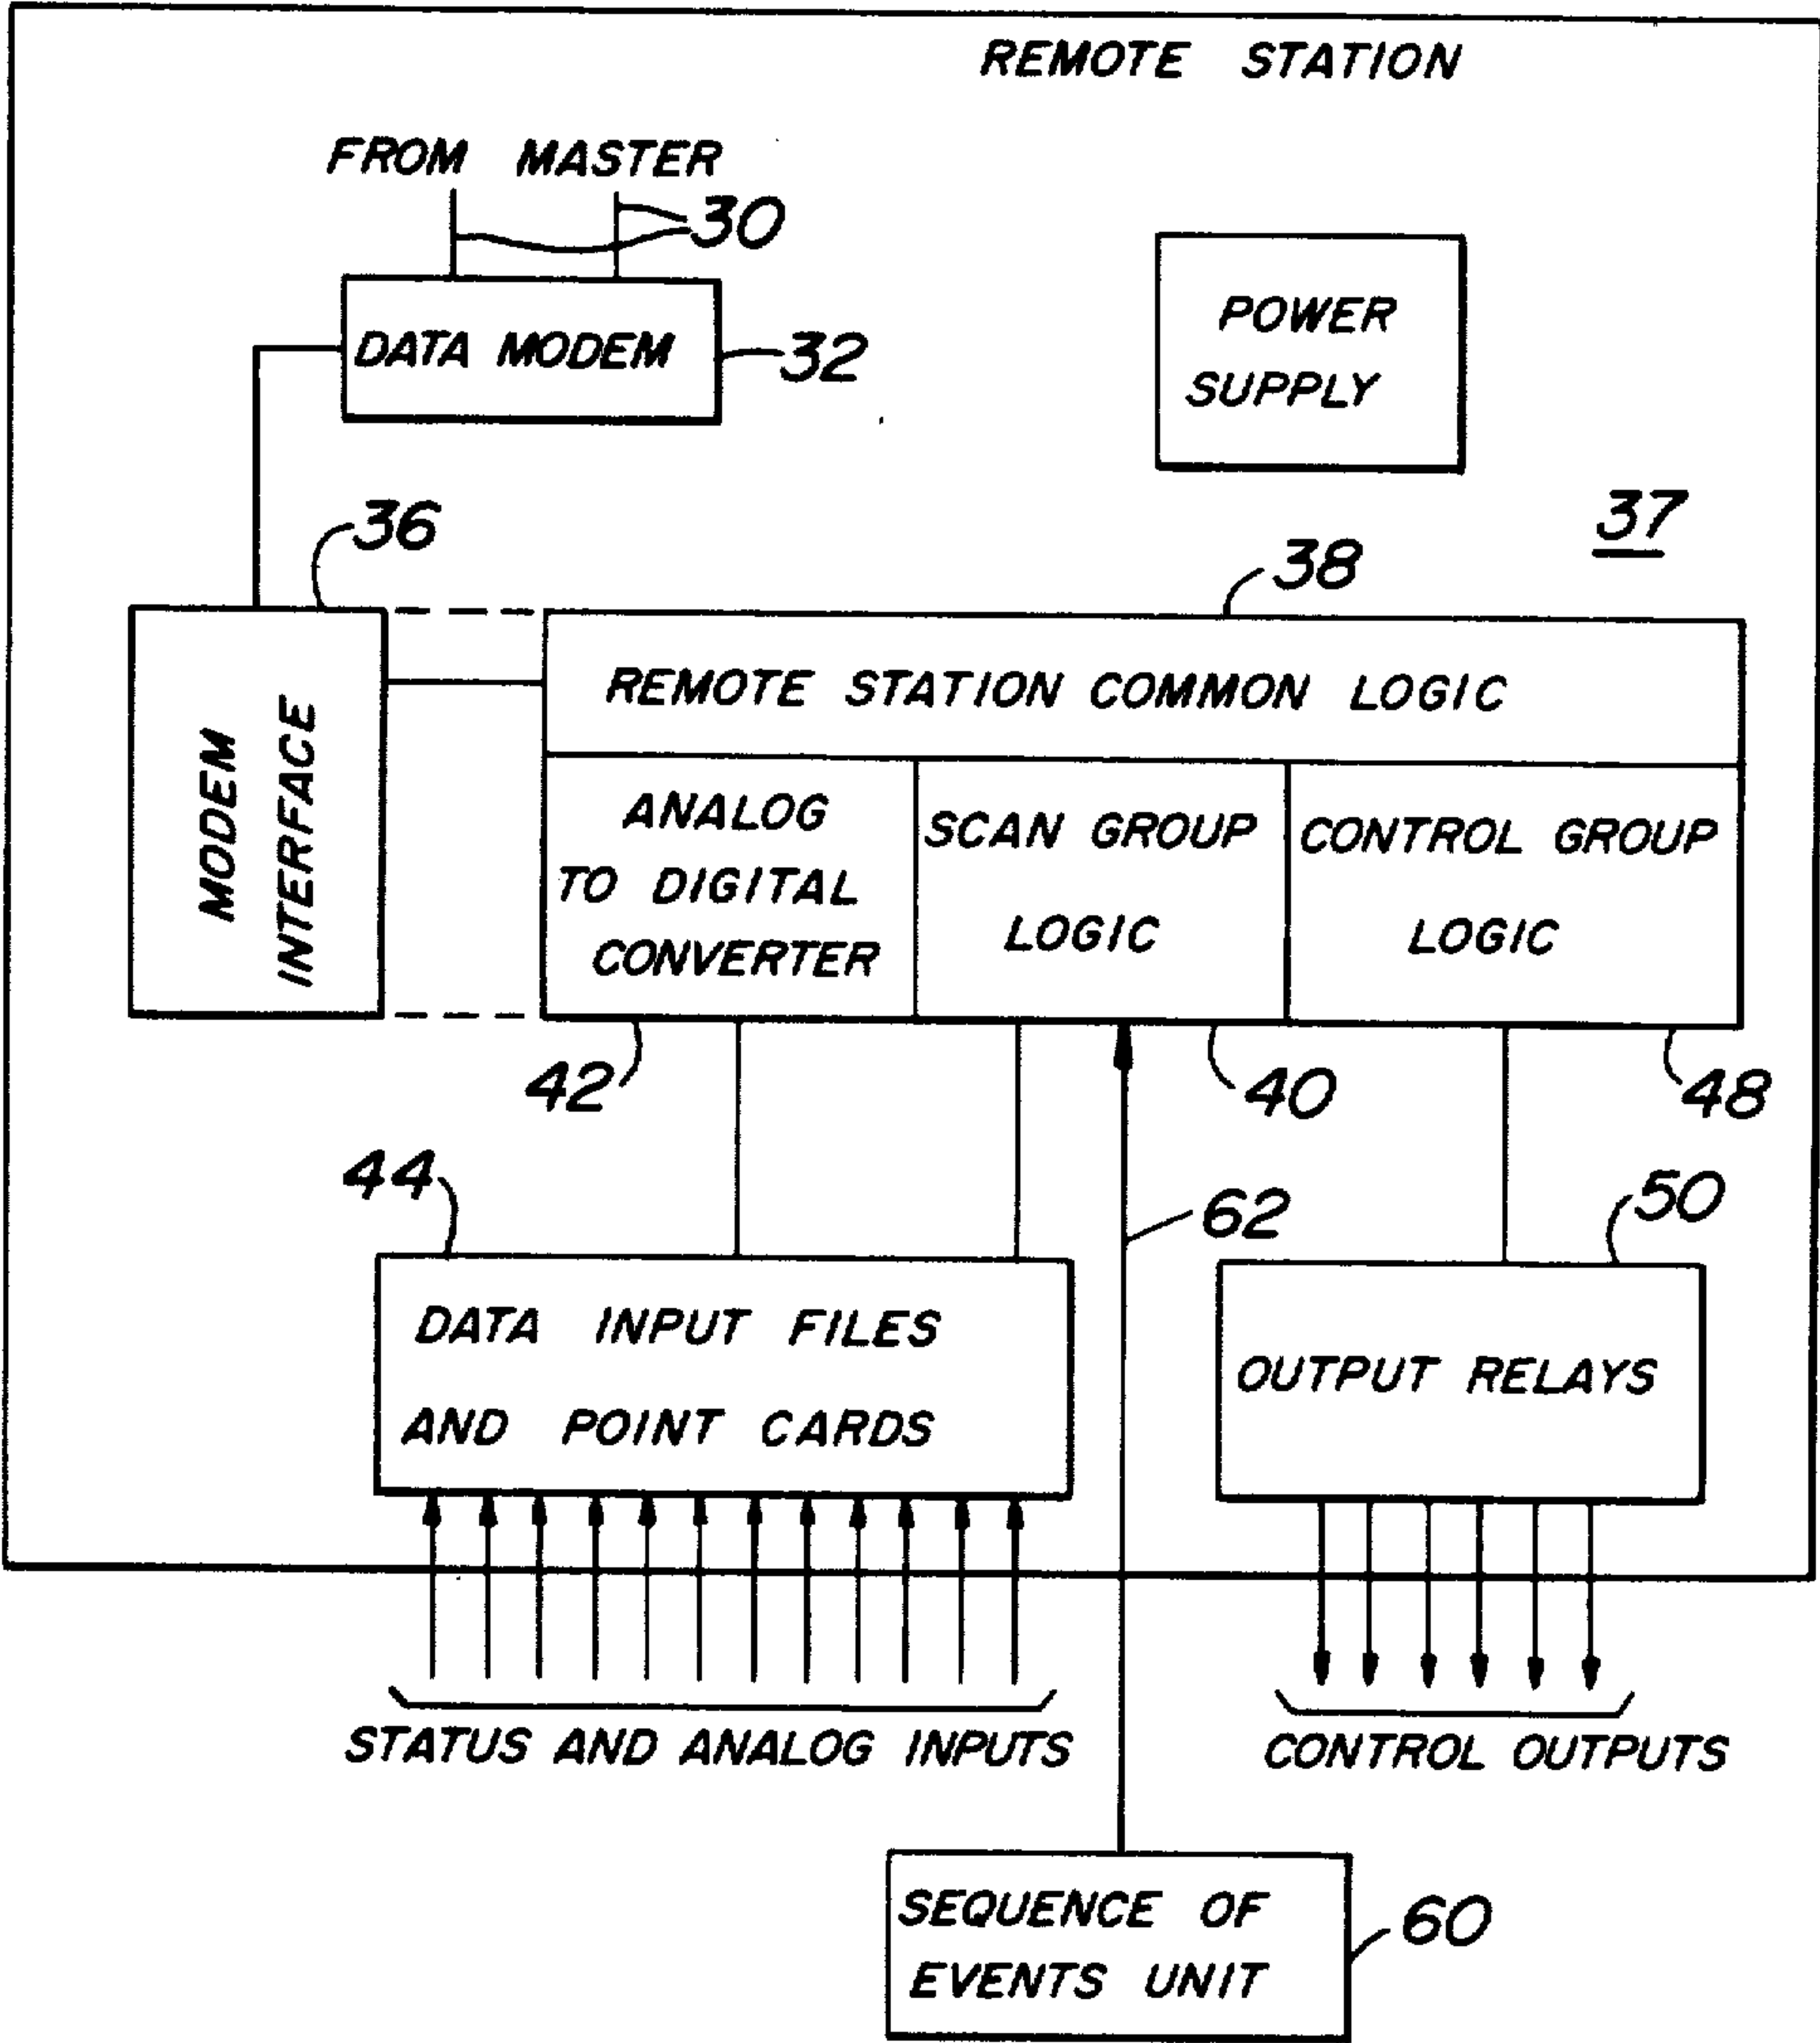 REMOTE STATION
FROM MASTER
30
DATA MODEM
32
POWER
SUPPLY
36
37
38
MODEM
INTERFACE
REMOTE STATION COMMON LOGIC
ANALOG
TO DIGITAL
CONVERTER
SCAN GROUP
LOGIC
CONTROL GROUP
LOGIC
42
40
48
44
62
50
DATA INPUT FILES
AND POINT CARDS
OUTPUT RELAYS
STATUS AND ANALOG INPUTS
CONTROL OUTPUTS
SEQUENCE OF
EVENTS UNIT
60